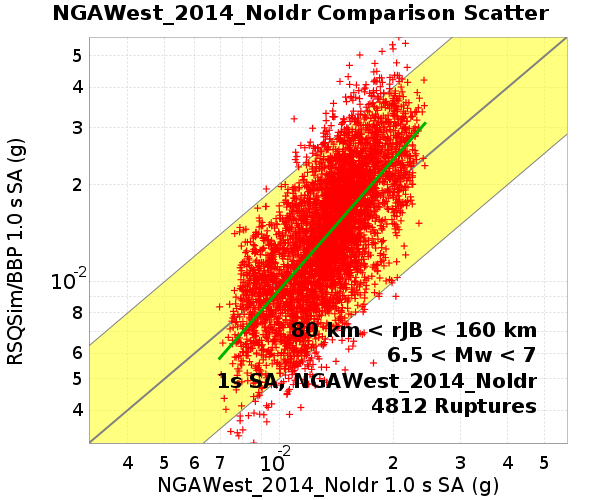 NGAWest_2014_NoIdr Comparison Scatter
RSQSim/BBP 1.0 s SA (g)
5
4
3
2
10-2
8
6
5
4
80 km < rJB < 160 km
6.5 < Mw < 7
1s SA, NGAWest_2014_NoIdr
4812 Ruptures
4 5 6 7 10-2 2 3 4 5
NGAWest_2014_NoIdr 1.0 s SA (g)